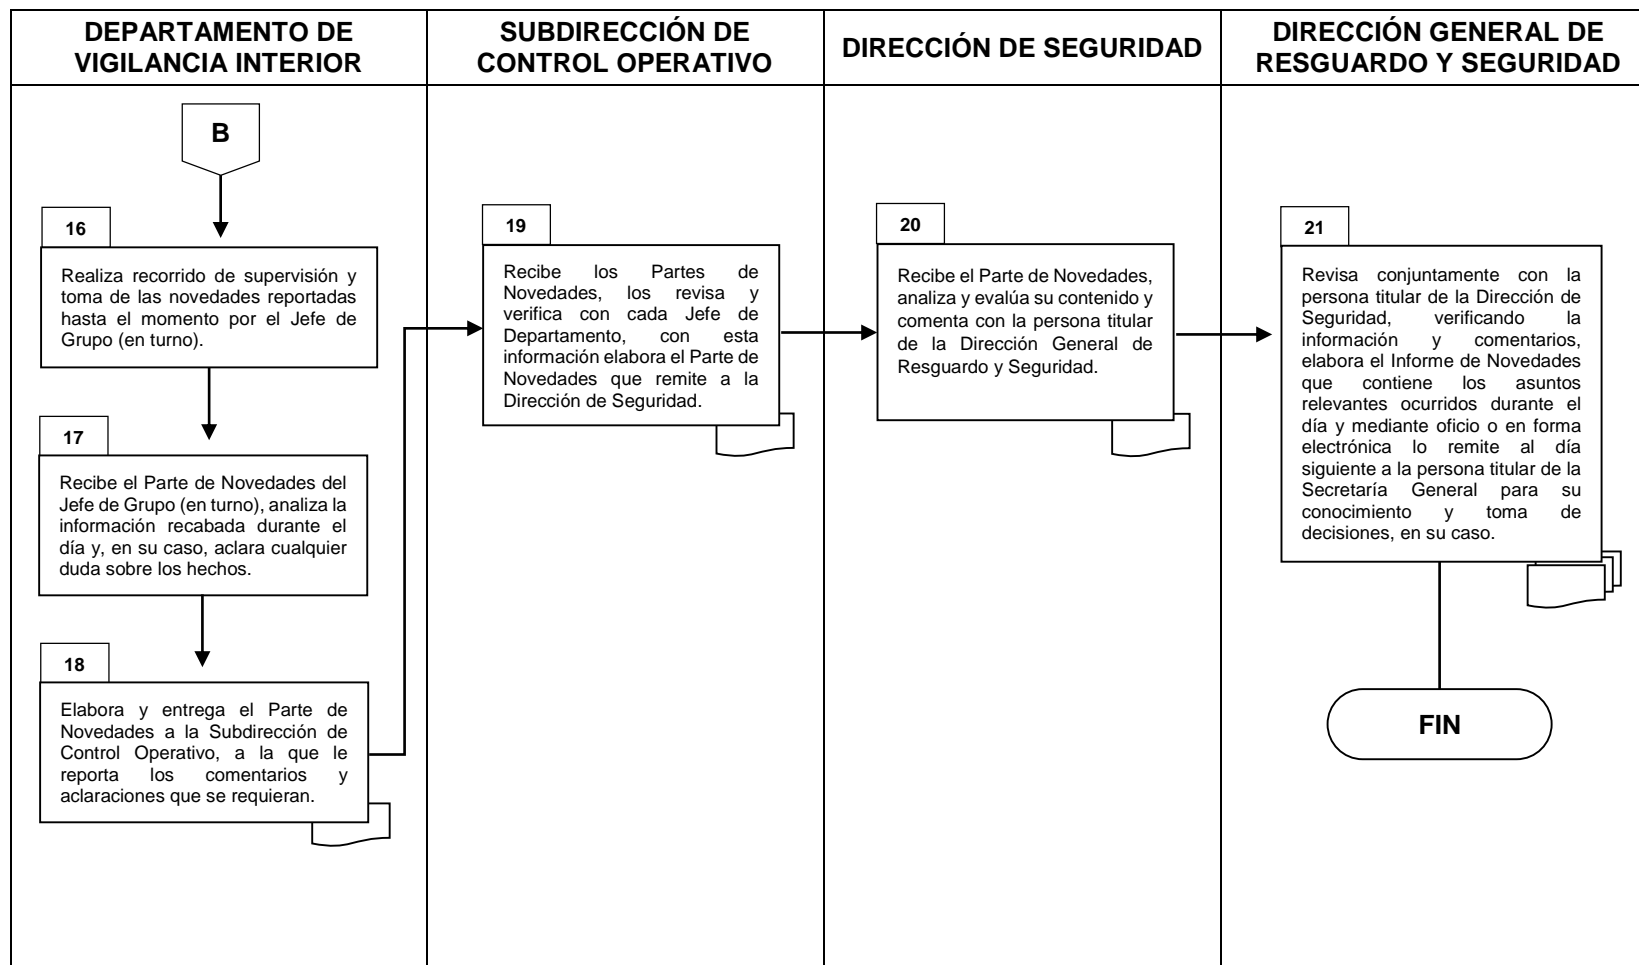 DEPARTAMENTO DE
VIGILANCIA INTERIOR
SUBDIRECCIÓN DE
CONTROL OPERATIVO
DIRECCIÓN DE SEGURIDAD
DIRECCIÓN GENERAL DE
RESGUARDO Y SEGURIDAD
B
16
Realiza recorrido de supervisión y
toma de las novedades reportadas
hasta el momento por el Jefe de
Grupo (en turno).
17
Recibe el Parte de Novedades del
Jefe de Grupo (en turno), analiza la
información recabada durante el
día y, en su caso, aclara cualquier
duda sobre los hechos.
18
Elabora y entrega el Parte de
Novedades a la Subdirección de
Control Operativo, a la que le
reporta los comentarios y
aclaraciones que se requieran.
19
Recibe los Partes de
Novedades, los revisa y
verifica con cada Jefe de
Departamento, con esta
información elabora el Parte de
Novedades que remite a la
Dirección de Seguridad.
20
Recibe el Parte de Novedades,
analiza y evalúa su contenido y
comenta con la persona titular
de la Dirección General de
Resguardo y Seguridad.
21
Revisa conjuntamente con la
persona titular de la Dirección de
Seguridad, verificando la
información y comentarios,
elabora el Informe de Novedades
que contiene los asuntos
relevantes ocurridos durante el
día y mediante oficio o en forma
electrónica lo remite al día
siguiente a la persona titular de la
Secretaría General para su
conocimiento y toma de
decisiones, en su caso.
FIN